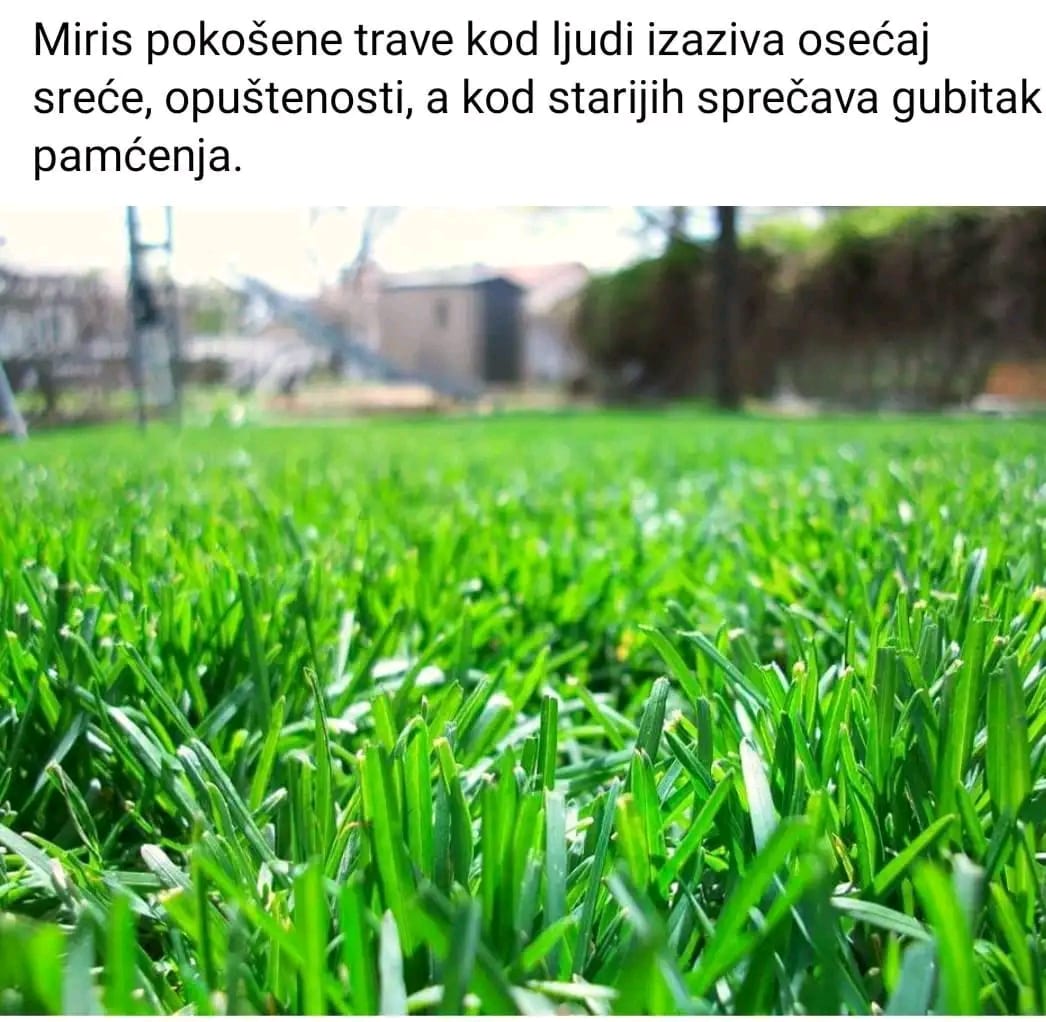 Miris pokošene trave kod ljudi izaziva osećaj
sreće, opuštenosti, a kod starijih sprečava gubitak
pamćenja.